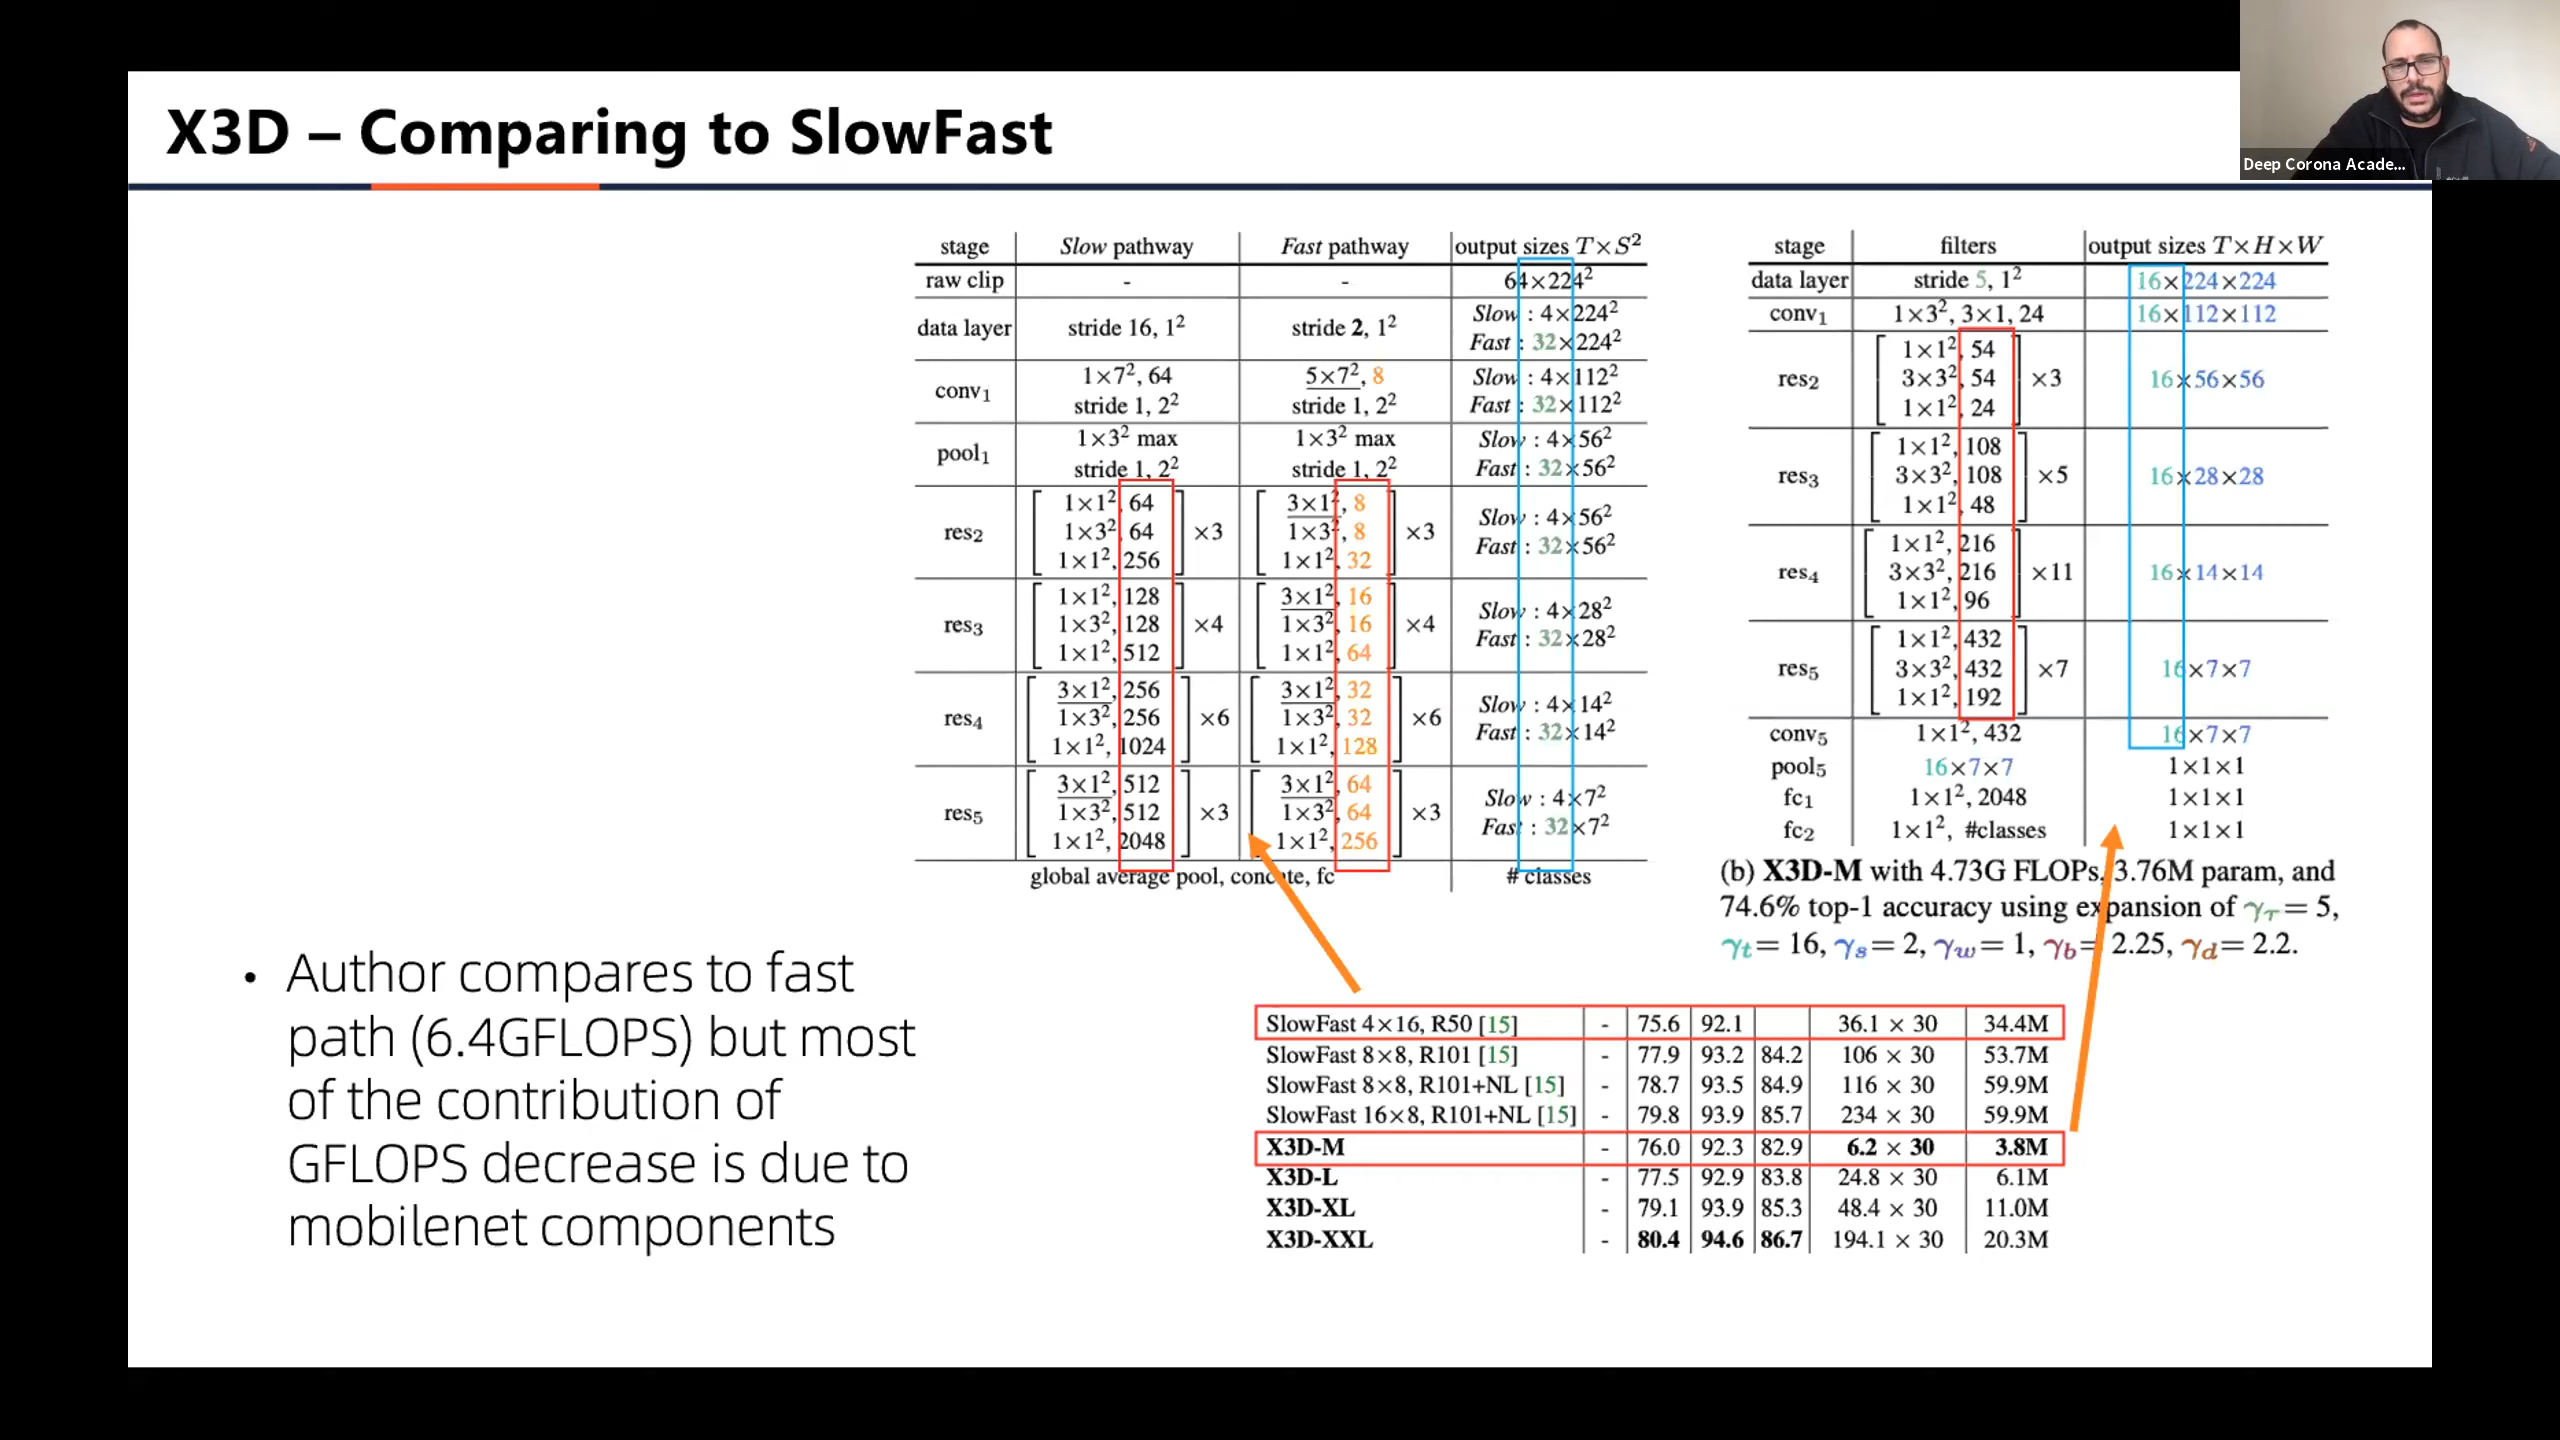 X3D – Comparing to SlowFast
Deep Corona Acade...
stage Slow pathway Fast pathway output sizes T×S²
raw clip - - 64×224²
data layer stride 16, 1² stride 2, 1² Slow : 4×224² Fast : 32×224²
conv₁ 1×7², 64 stride 1, 2² 5×7², 8 stride 1, 2² Slow : 4×112² Fast : 32×112²
pool₁ 1×3² max stride 1, 2² 1×3² max stride 1, 2² Slow : 4×56² Fast : 32×56²
res₂ 1×1², 64 1×3², 64 1×1², 256 ×3 3×1², 8 1×3², 8 1×1², 32 ×3 Slow : 4×56² Fast : 32×56²
res₃ 1×1², 128 1×3², 128 1×1², 512 ×4 3×1², 16 1×3², 16 1×1², 64 ×4 Slow : 4×28² Fast : 32×28²
res₄ 3×1², 256 1×3², 256 1×1², 1024 ×6 3×1², 32 1×3², 32 1×1², 128 ×6 Slow : 4×14² Fast : 32×14²
res₅ 3×1², 512 1×3², 512 1×1², 2048 ×3 3×1², 64 1×3², 64 1×1², 256 ×3 Slow : 4×7² Fast : 32×7²
global average pool, concate, fc # classes
stage filters output sizes T×H×W
data layer stride 5, 1² 16×224×224
conv₁ 1×3², 3×1, 24 16×112×112
res₂ 1×1², 54 3×3², 54 1×1², 24 ×3 16×56×56
res₃ 1×1², 108 3×3², 108 1×1², 48 ×5 16×28×28
res₄ 1×1², 216 3×3², 216 1×1², 96 ×11 16×14×14
res₅ 1×1², 432 3×3², 432 1×1², 192 ×7 16×7×7
conv₅ 1×1², 432 16×7×7
pool₅ 16×7×7 1×1×1
fc₁ 1×1², 2048 1×1×1
fc₂ 1×1², #classes 1×1×1
(b) X3D-M with 4.73G FLOPs, 3.76M param, and
74.6% top-1 accuracy using expansion of γτ = 5,
γt = 16, γs = 2, γw = 1, γb = 2.25, γd = 2.2.
• Author compares to fast
path (6.4GFLOPS) but most
of the contribution of
GFLOPS decrease is due to
mobilenet components
SlowFast 4×16, R50 [15] - 75.6 92.1 36.1 × 30 34.4M
SlowFast 8×8, R101 [15] - 77.9 93.2 84.2 106 × 30 53.7M
SlowFast 8×8, R101+NL [15] - 78.7 93.5 84.9 116 × 30 59.9M
SlowFast 16×8, R101+NL [15] - 79.8 93.9 85.7 234 × 30 59.9M
X3D-M - 76.0 92.3 82.9 6.2 × 30 3.8M
X3D-L - 77.5 92.9 83.8 24.8 × 30 6.1M
X3D-XL - 79.1 93.9 85.3 48.4 × 30 11.0M
X3D-XXL - 80.4 94.6 86.7 194.1 × 30 20.3M